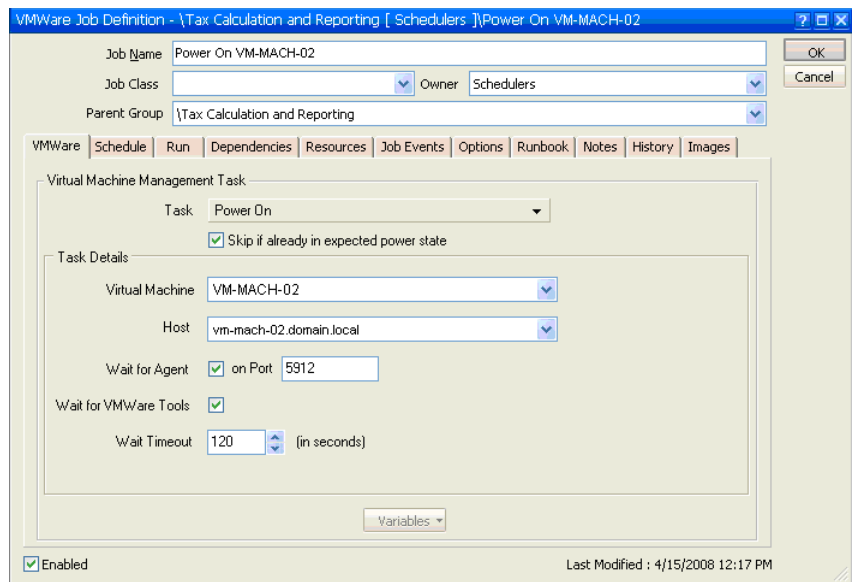 VMWare Job Definition - \Tax Calculation and Reporting [ Schedulers ]\Power On VM-MACH-02
Job Name Power On VM-MACH-02
OK
Job Class Owner Schedulers
Cancel
Parent Group \Tax Calculation and Reporting
VMWare Schedule Run Dependencies Resources Job Events Options Runbook Notes History Images
Virtual Machine Management Task
Task Power On
Skip if already in expected power state
Task Details
Virtual Machine VM-MACH-02
Host vm-mach-02.domain.local
Wait for Agent on Port 5912
Wait for VMWare Tools
Wait Timeout 120 (in seconds)
Variables
Enabled Last Modified : 4/15/2008 12:17 PM